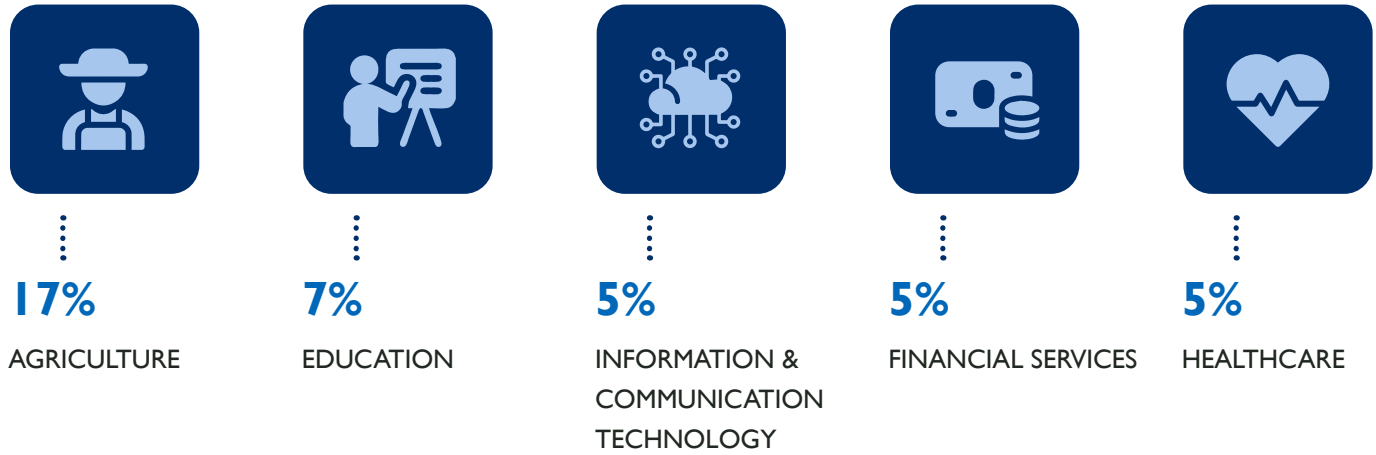 17%
AGRICULTURE
7%
EDUCATION
5%
INFORMATION &
COMMUNICATION
TECHNOLOGY
5%
FINANCIAL SERVICES
5%
HEALTHCARE